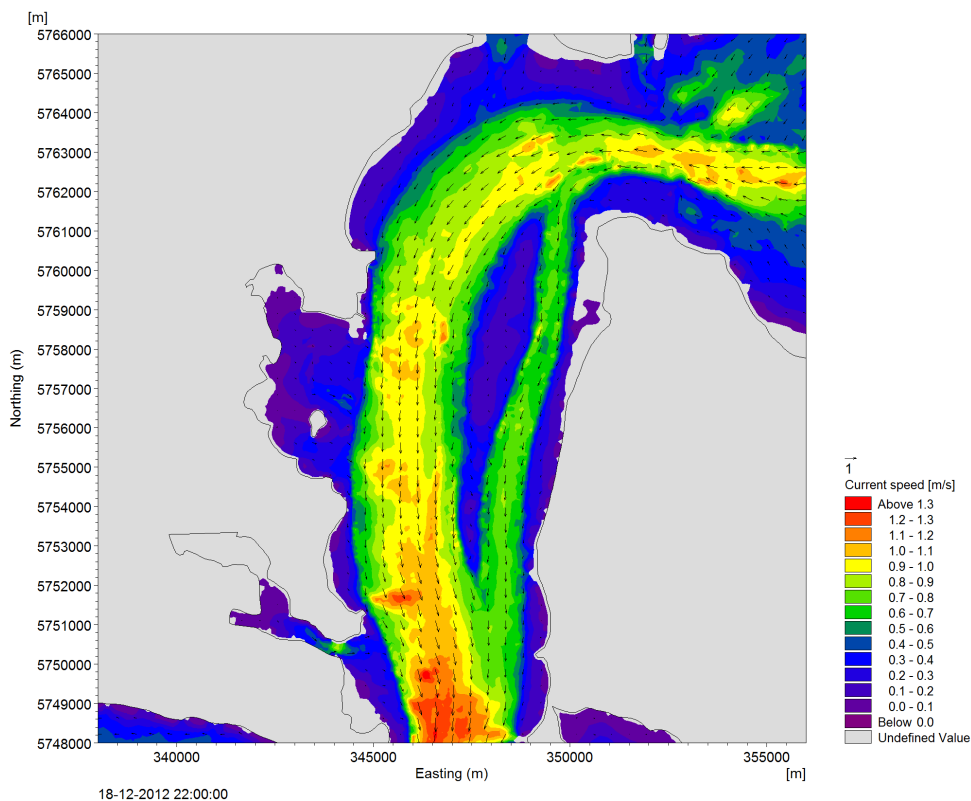 [m]
5766000
5765000
5764000
5763000
5762000
5761000
5760000
5759000
5758000
5757000
5756000
5755000
5754000
5753000
5752000
5751000
5750000
5749000
5748000
Northing (m)
340000 345000 350000 355000
Easting (m) [m]
18-12-2012 22:00:00
1
Current speed [m/s]
Above 1.3
1.2 - 1.3
1.1 - 1.2
1.0 - 1.1
0.9 - 1.0
0.8 - 0.9
0.7 - 0.8
0.6 - 0.7
0.5 - 0.6
0.4 - 0.5
0.3 - 0.4
0.2 - 0.3
0.1 - 0.2
0.0 - 0.1
Below 0.0
Undefined Value